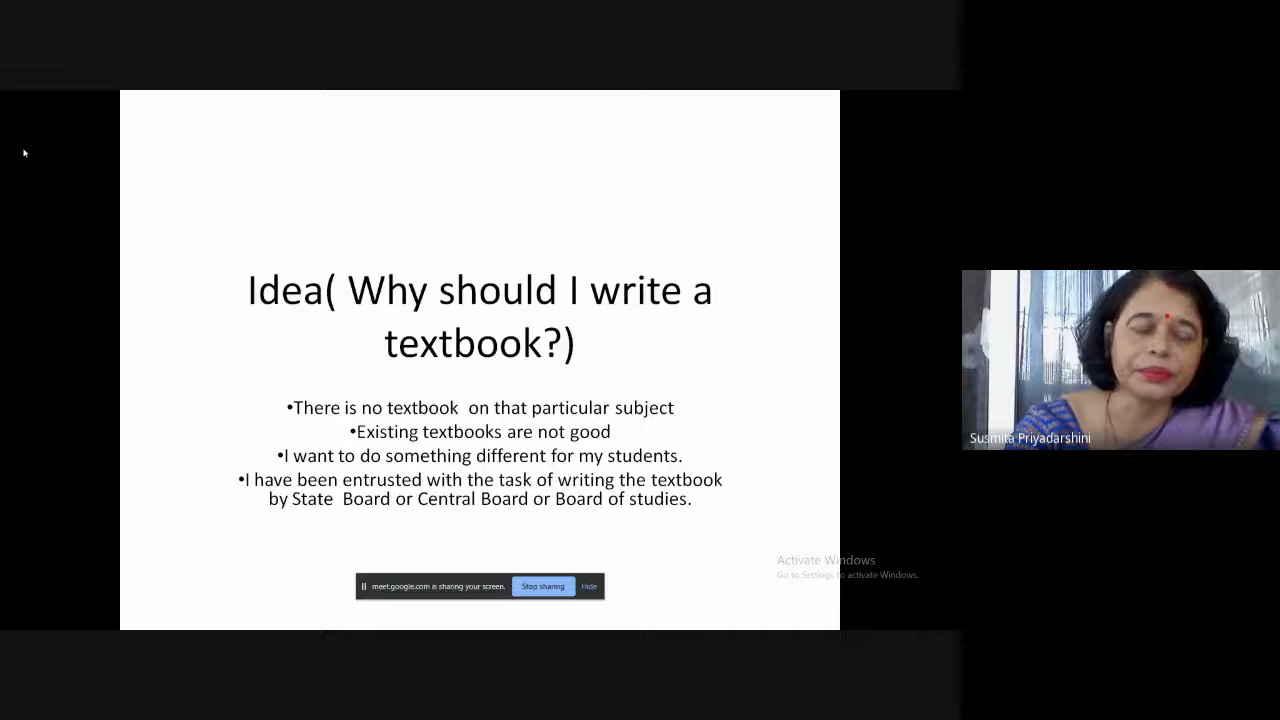 Idea( Why should I write a
textbook?)
•There is no textbook  on that particular subject
•Existing textbooks are not good
•I want to do something different for my students.
•I have been entrusted with the task of writing the textbook
by State  Board or Central Board or Board of studies.
Susmita Priyadarshini
Activate Windows
Go to Settings to activate Windows.
meet.google.com is sharing your screen.
Stop sharing
Hide